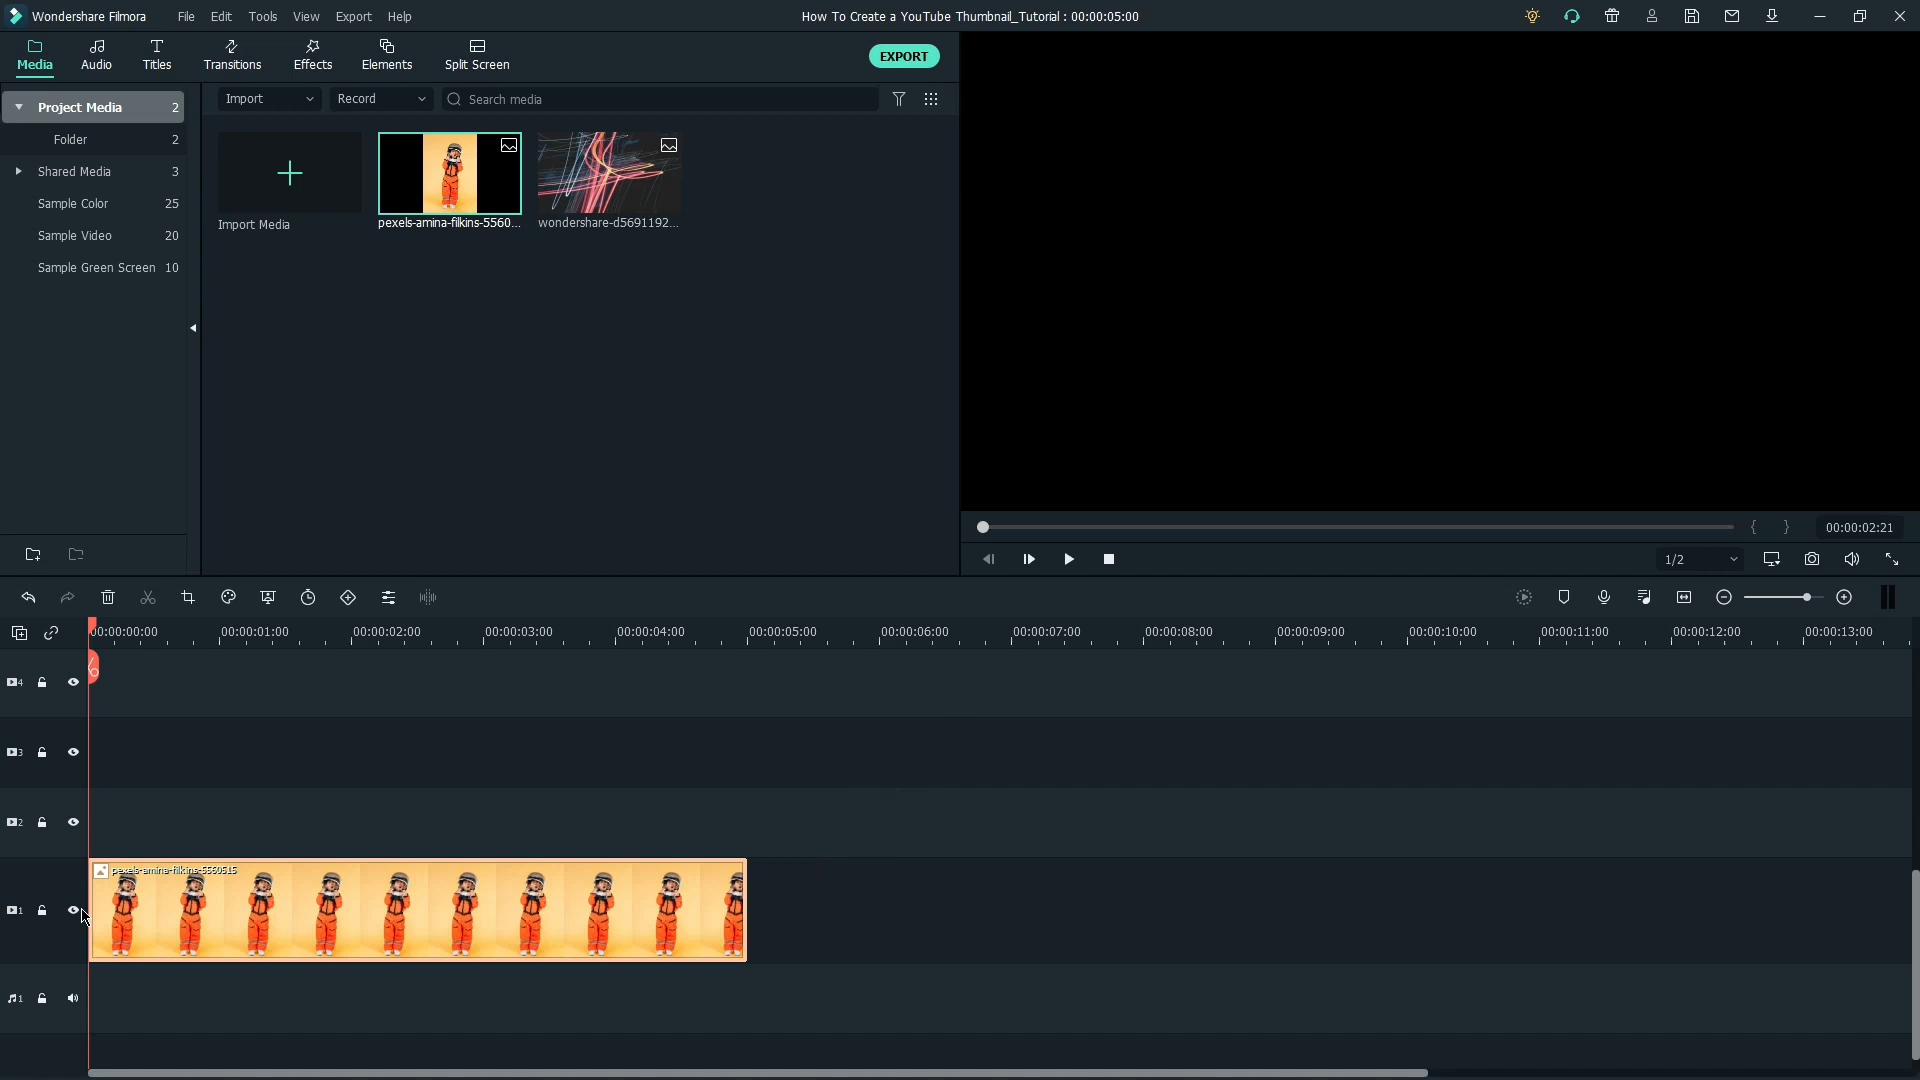 Wondershare Filmora
File Edit Tools View Export Help
How To Create a YouTube Thumbnail_Tutorial : 00:00:05:00
Media Audio Titles Transitions Effects Elements Split Screen
EXPORT
Project Media 2
Folder 2
Shared Media 3
Sample Color 25
Sample Video 20
Sample Green Screen 10
Import
Record
Search media
Import Media
pexels-amina-filkins-5560...
wondershare-d5691192...
{ } 00:00:02:21
1/2
00:00:00:00 00:00:01:00 00:00:02:00 00:00:03:00 00:00:04:00 00:00:05:00 00:00:06:00 00:00:07:00 00:00:08:00 00:00:09:00 00:00:10:00 00:00:11:00 00:00:12:00 00:00:13:00
4
3
2
pexels-amina-filkins-5560515
1
1